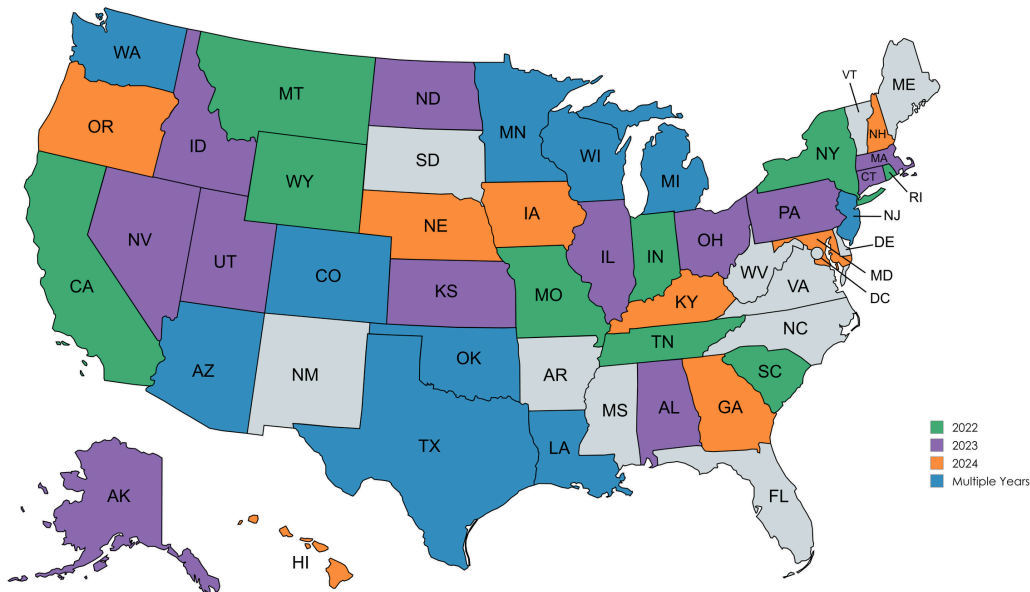 WA
MT
ND
MN
VT
ME
OR
ID
SD
WI
MI
NY
NH
MA
CT
RI
WY
NJ
NE
IA
PA
DE
NV
UT
CO
IL
IN
OH
MD
DC
CA
KS
MO
WV
VA
KY
NC
TN
AZ
NM
OK
AR
SC
MS
AL
GA
TX
LA
FL
AK
HI
2022
2023
2024
Multiple Years